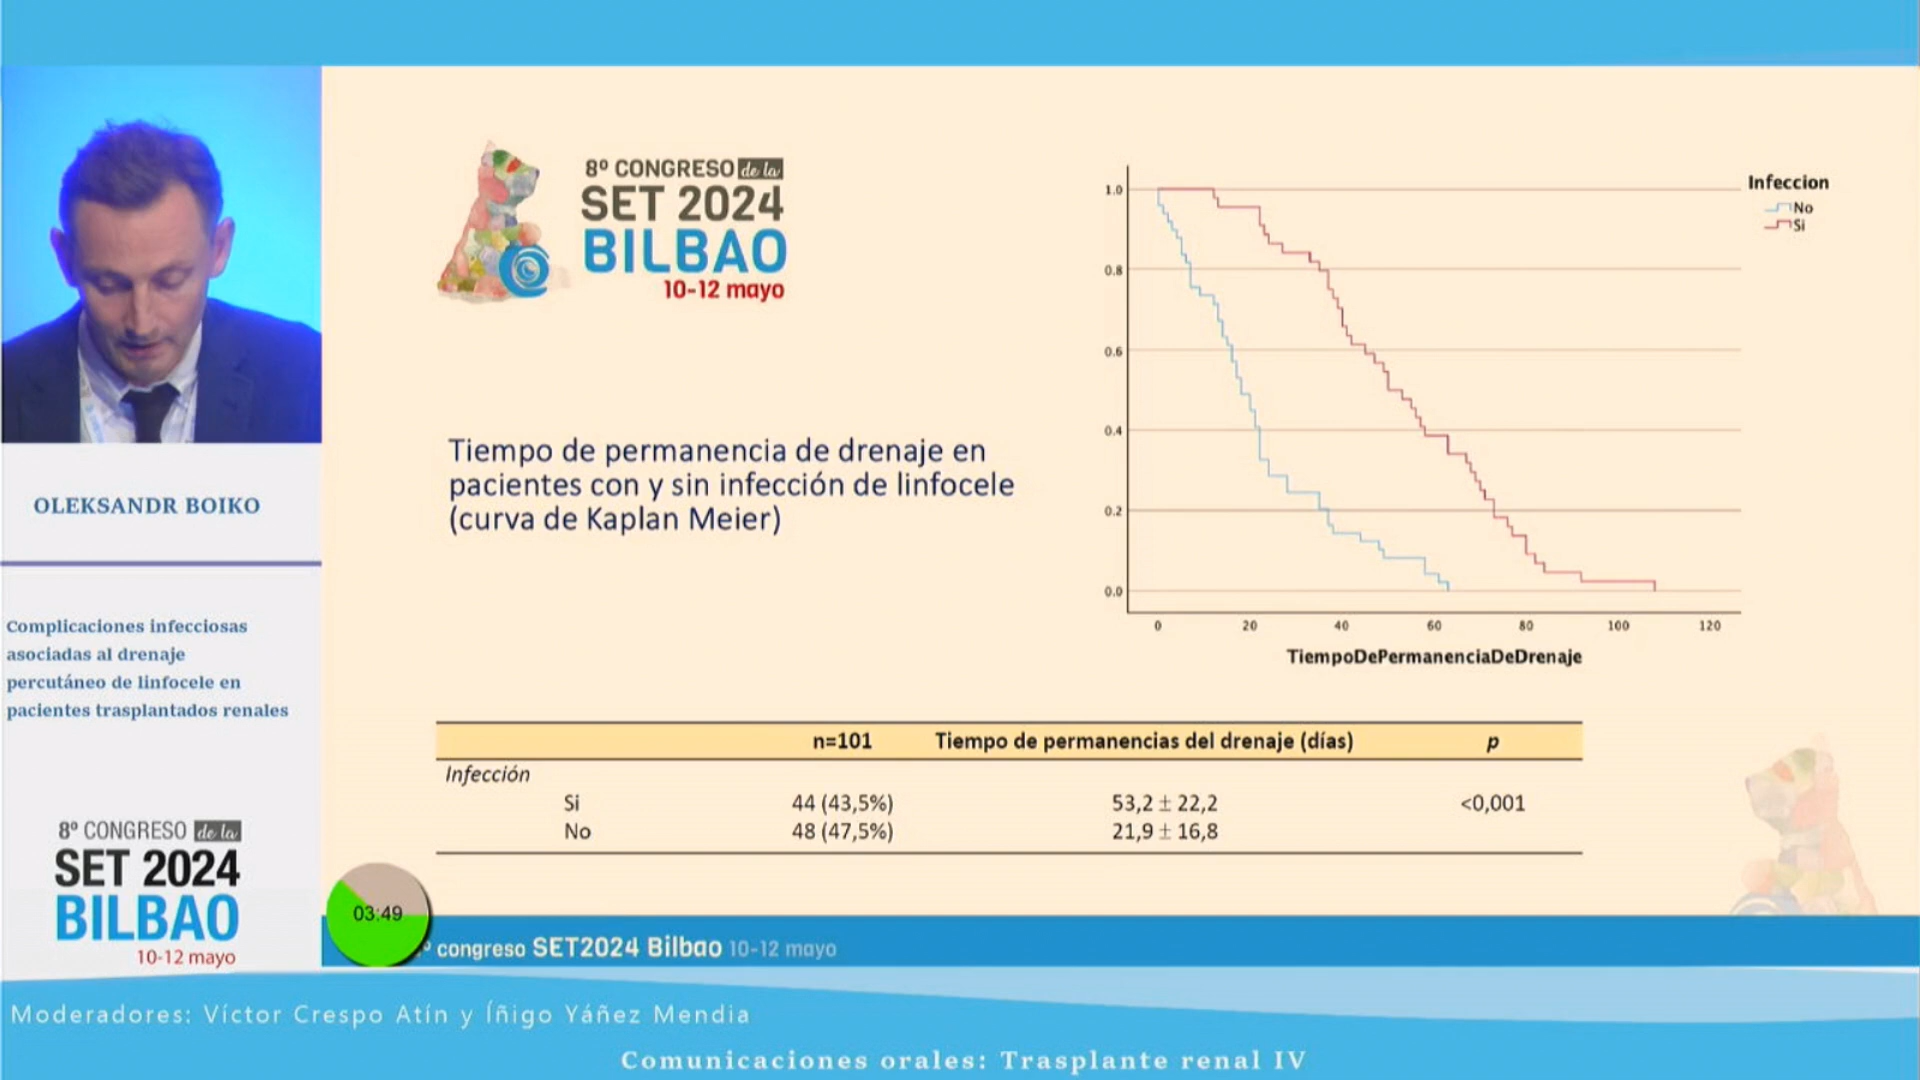 8º CONGRESO de la
SET 2024
BILBAO
10-12 mayo
Tiempo de permanencia de drenaje en
pacientes con y sin infección de linfocele
(curva de Kaplan Meier)
1.0
0.8
0.6
0.4
0.2
0.0
0 20 40 60 80 100 120
TiempoDePermanenciaDeDrenaje
Infeccion
No
Si
n=101 Tiempo de permanencias del drenaje (días) p
Infección
Si 44 (43,5%) 53,2 ± 22,2 <0,001
No 48 (47,5%) 21,9 ± 16,8
OLEKSANDR BOIKO
Complicaciones infecciosas
asociadas al drenaje
percutáneo de linfocele en
pacientes trasplantados renales
8º CONGRESO de la
SET 2024
BILBAO
10-12 mayo
03:49
º congreso SET2024 Bilbao 10-12 mayo
Moderadores: Víctor Crespo Atín y Íñigo Yáñez Mendia
Comunicaciones orales: Trasplante renal IV